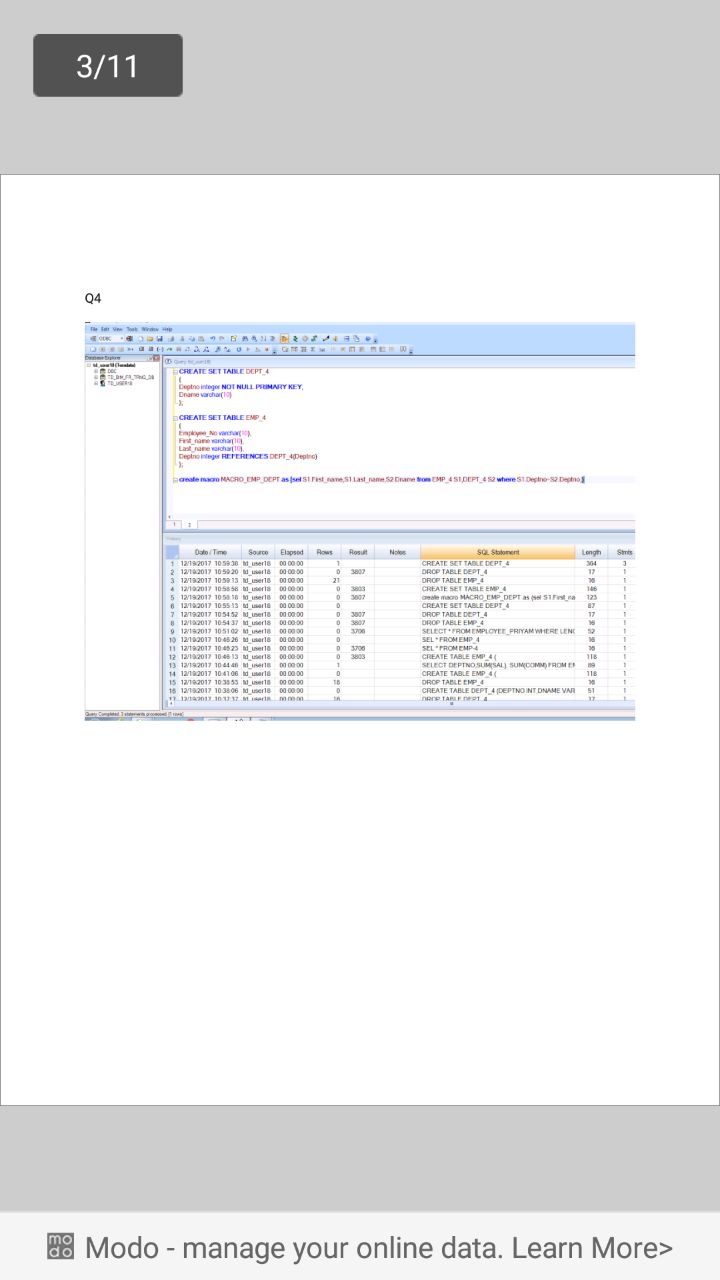 3/11
Q4
File Edit View Tools Window Help
ODBC
Database Explorer
Query
td_user18 (Teradata)
DBC
TD_BIM_FR_TRNG_DB
TD_USER18
CREATE SET TABLE DEPT_4
(
Deptno integer NOT NULL PRIMARY KEY,
Dname varchar(10)
);
CREATE SET TABLE EMP_4
(
Employee_No varchar(10),
First_name varchar(10),
Last_name varchar(10),
Deptno integer REFERENCES DEPT_4(Deptno)
);
create macro MACRO_EMP_DEPT as (sel S1.First_name,S1.Last_name,S2.Dname from EMP_4 S1,DEPT_4 S2 where S1.Deptno=S2.Deptno;)
1 2
History
Date / Time Source Elapsed Rows Result Notes SQL Statement Length Stmts
1 12/19/2017 10:59:38 td_user18 00:00:00 1 CREATE SET TABLE DEPT_4 364 3
2 12/19/2017 10:59:20 td_user18 00:00:00 0 3807 DROP TABLE DEPT_4 17 1
3 12/19/2017 10:59:13 td_user18 00:00:00 21 DROP TABLE EMP_4 16 1
4 12/19/2017 10:58:56 td_user18 00:00:00 0 3803 CREATE SET TABLE EMP_4 146 1
5 12/19/2017 10:58:18 td_user18 00:00:00 0 3807 create macro MACRO_EMP_DEPT as (sel S1.First_na 123 1
6 12/19/2017 10:55:13 td_user18 00:00:00 0 CREATE SET TABLE DEPT_4 87 1
7 12/19/2017 10:54:52 td_user18 00:00:00 0 3807 DROP TABLE DEPT_4 17 1
8 12/19/2017 10:54:37 td_user18 00:00:00 0 3807 DROP TABLE EMP_4 16 1
9 12/19/2017 10:51:02 td_user18 00:00:00 0 3706 SELECT * FROM EMPLOYEE_PRIYAM WHERE LENG 52 1
10 12/19/2017 10:46:26 td_user18 00:00:00 0 SEL * FROM EMP_4 16 1
11 12/19/2017 10:46:23 td_user18 00:00:00 0 3706 SEL * FROM EMP-4 16 1
12 12/19/2017 10:46:13 td_user18 00:00:00 0 3803 CREATE TABLE EMP_4 ( 118 1
13 12/19/2017 10:44:46 td_user18 00:00:00 1 SELECT DEPTNO,SUM(SAL), SUM(COMM) FROM EM 89 1
14 12/19/2017 10:41:06 td_user18 00:00:00 0 CREATE TABLE EMP_4 ( 118 1
15 12/19/2017 10:38:53 td_user18 00:00:00 18 DROP TABLE EMP_4 16 1
16 12/19/2017 10:38:06 td_user18 00:00:00 0 CREATE TABLE DEPT_4 (DEPTNO INT,DNAME VAR 51 1
17 12/19/2017 10:37:37 td_user18 00:00:00 16 DROP TABLE DEPT_4 17 1
Query Completed. 3 statements processed. (1 rows)
modo Modo - manage your online data. Learn More>